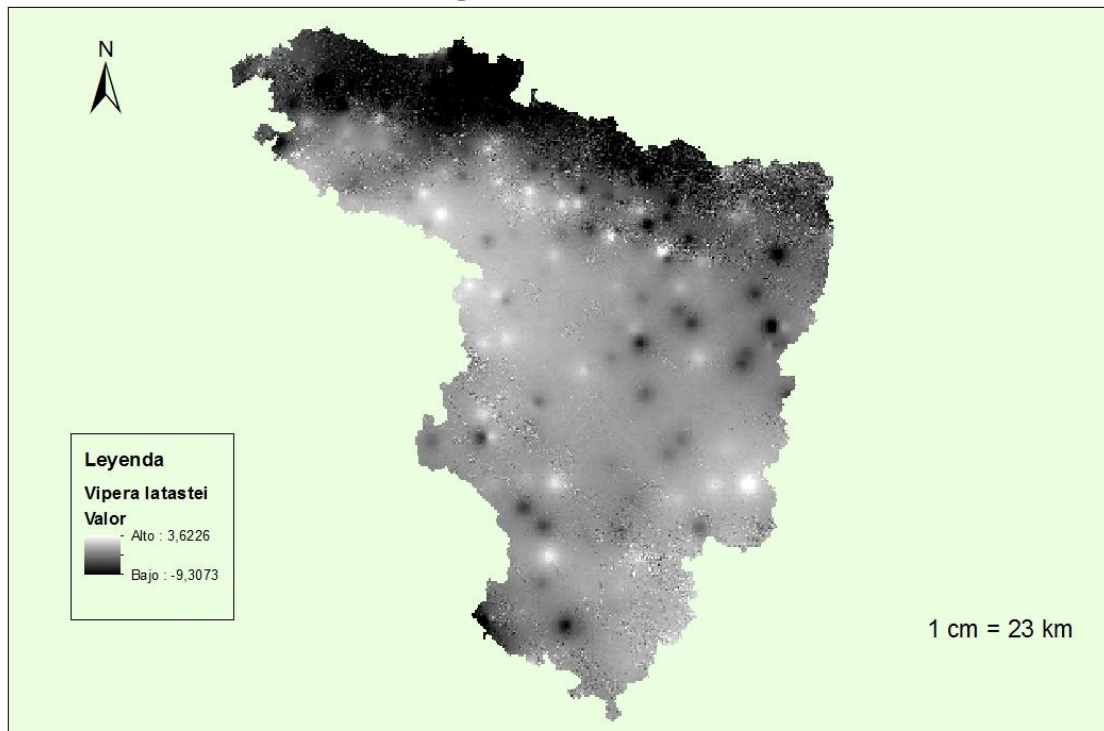 N
Leyenda
Vipera latastei
Valor
Alto : 3,6226
Bajo : -9,3073
1 cm = 23 km